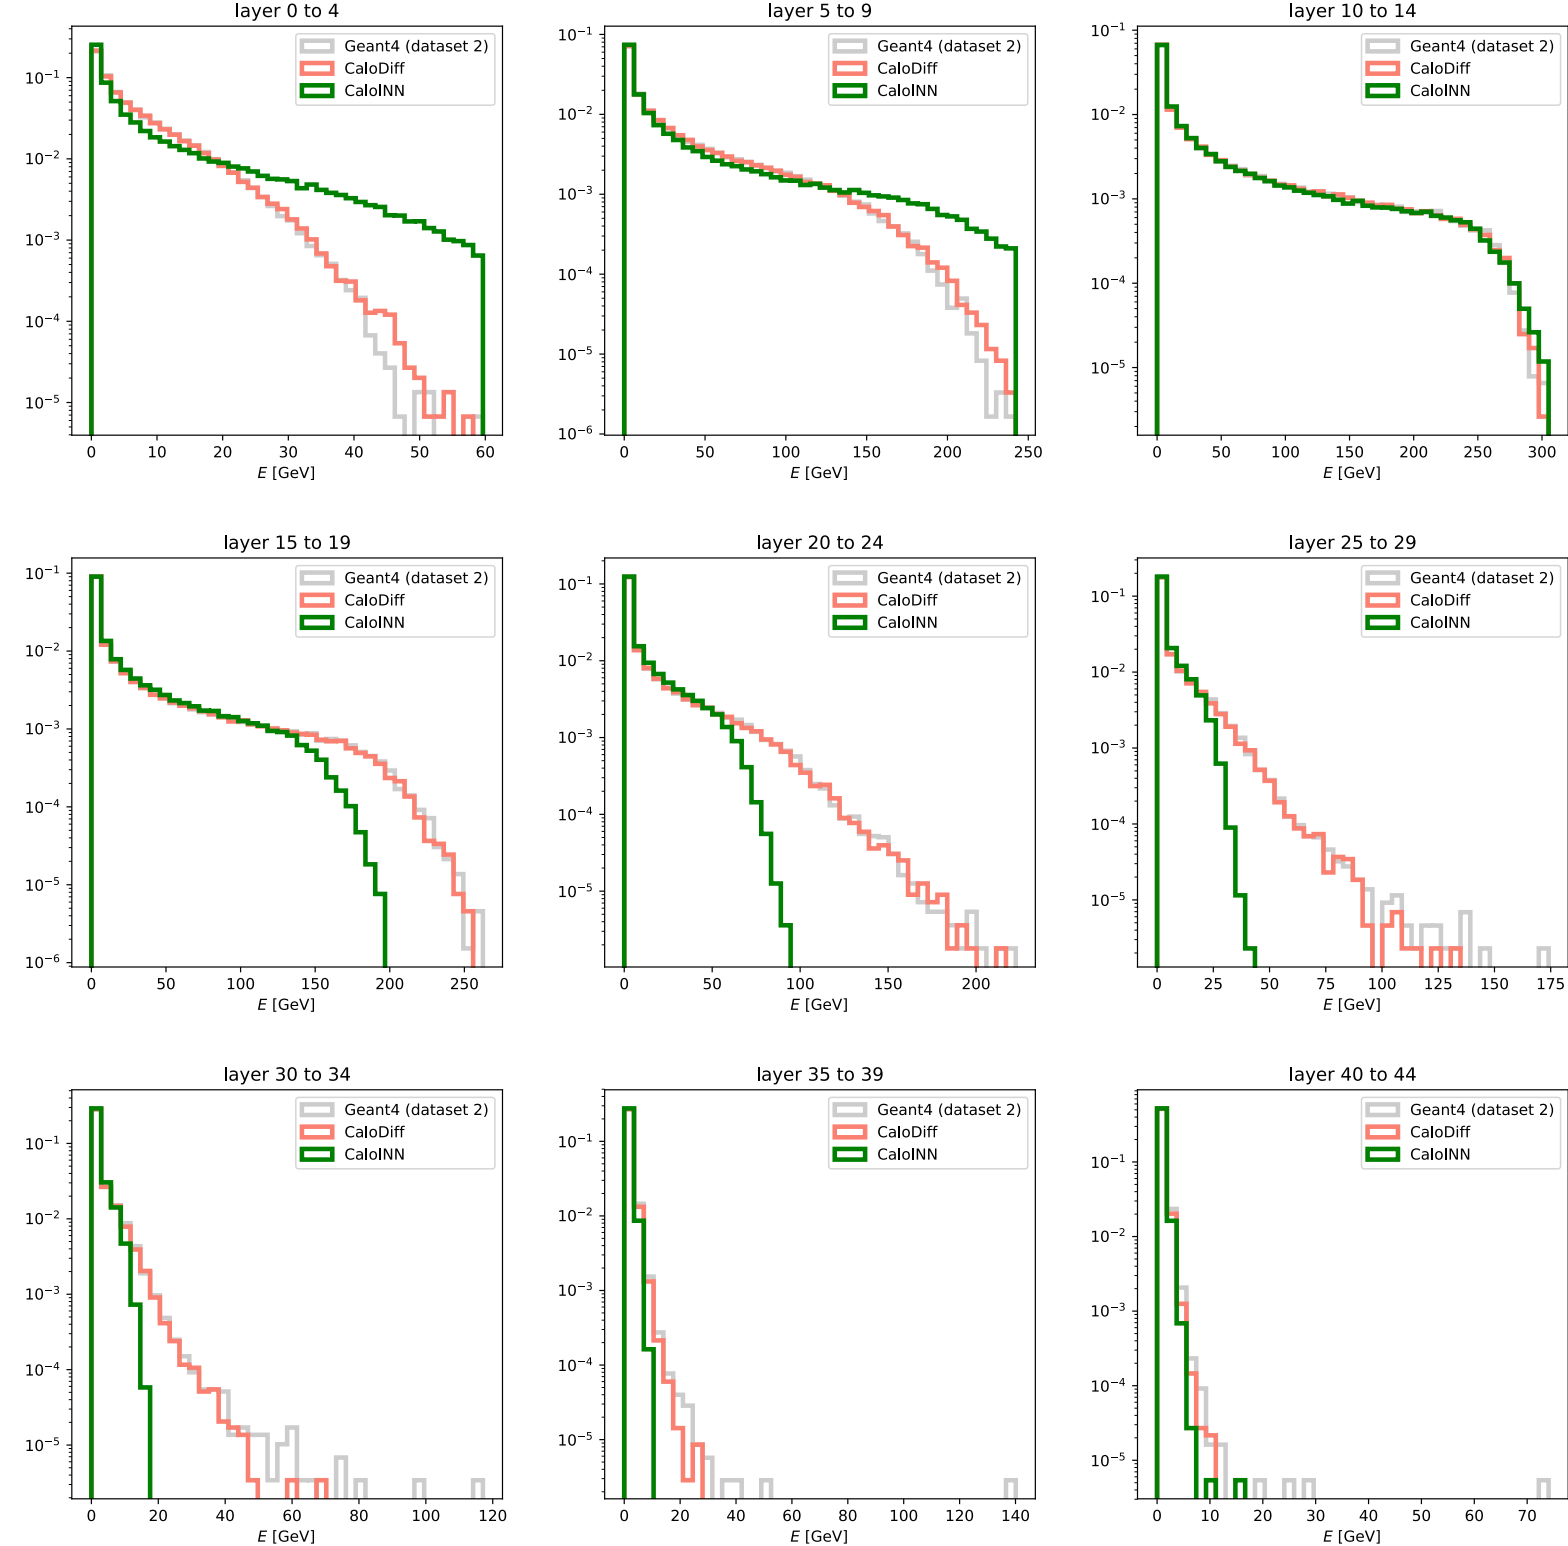 layer 0 to 4
Geant4 (dataset 2)
CaloDiff
CaloINN
10⁻¹
10⁻²
10⁻³
10⁻⁴
10⁻⁵
0 10 20 30 40 50 60
E [GeV]
layer 5 to 9
Geant4 (dataset 2)
CaloDiff
CaloINN
10⁻¹
10⁻²
10⁻³
10⁻⁴
10⁻⁵
10⁻⁶
0 50 100 150 200 250
E [GeV]
layer 10 to 14
Geant4 (dataset 2)
CaloDiff
CaloINN
10⁻¹
10⁻²
10⁻³
10⁻⁴
10⁻⁵
0 50 100 150 200 250 300
E [GeV]
layer 15 to 19
Geant4 (dataset 2)
CaloDiff
CaloINN
10⁻¹
10⁻²
10⁻³
10⁻⁴
10⁻⁵
10⁻⁶
0 50 100 150 200 250
E [GeV]
layer 20 to 24
Geant4 (dataset 2)
CaloDiff
CaloINN
10⁻¹
10⁻²
10⁻³
10⁻⁴
10⁻⁵
0 50 100 150 200
E [GeV]
layer 25 to 29
Geant4 (dataset 2)
CaloDiff
CaloINN
10⁻¹
10⁻²
10⁻³
10⁻⁴
10⁻⁵
0 25 50 75 100 125 150 175
E [GeV]
layer 30 to 34
Geant4 (dataset 2)
CaloDiff
CaloINN
10⁻¹
10⁻²
10⁻³
10⁻⁴
10⁻⁵
0 20 40 60 80 100 120
E [GeV]
layer 35 to 39
Geant4 (dataset 2)
CaloDiff
CaloINN
10⁻¹
10⁻²
10⁻³
10⁻⁴
10⁻⁵
0 20 40 60 80 100 120 140
E [GeV]
layer 40 to 44
Geant4 (dataset 2)
CaloDiff
CaloINN
10⁻¹
10⁻²
10⁻³
10⁻⁴
10⁻⁵
0 10 20 30 40 50 60 70
E [GeV]